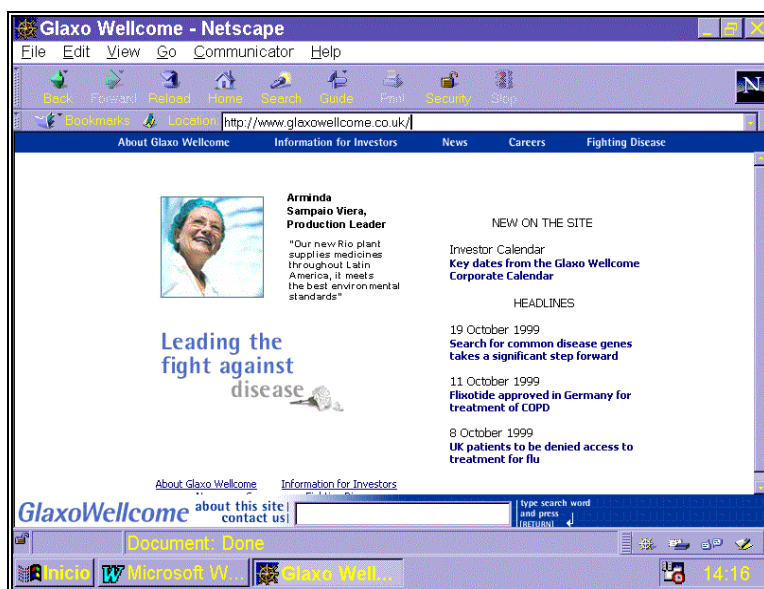 Glaxo Wellcome - Netscape
File Edit View Go Communicator Help
Back Forward Reload Home Search Guide Print Security Stop
N
Bookmarks Location: http://www.glaxowellcome.co.uk/
About Glaxo Wellcome Information for Investors News Careers Fighting Disease
Arminda
Sampaio Viera,
Production Leader
"Our new Rio plant
supplies medicines
throughout Latin
America, it meets
the best environmental
standards"
Leading the
fight against
disease
NEW ON THE SITE
Investor Calendar
Key dates from the Glaxo Wellcome
Corporate Calendar
HEADLINES
19 October 1999
Search for common disease genes
takes a significant step forward
11 October 1999
Flixotide approved in Germany for
treatment of COPD
8 October 1999
UK patients to be denied access to
treatment for flu
About Glaxo Wellcome Information for Investors
GlaxoWellcome
about this site
contact us
type search word
and press
[RETURN]
Document: Done
Inicio Microsoft W... Glaxo Well... 14:16